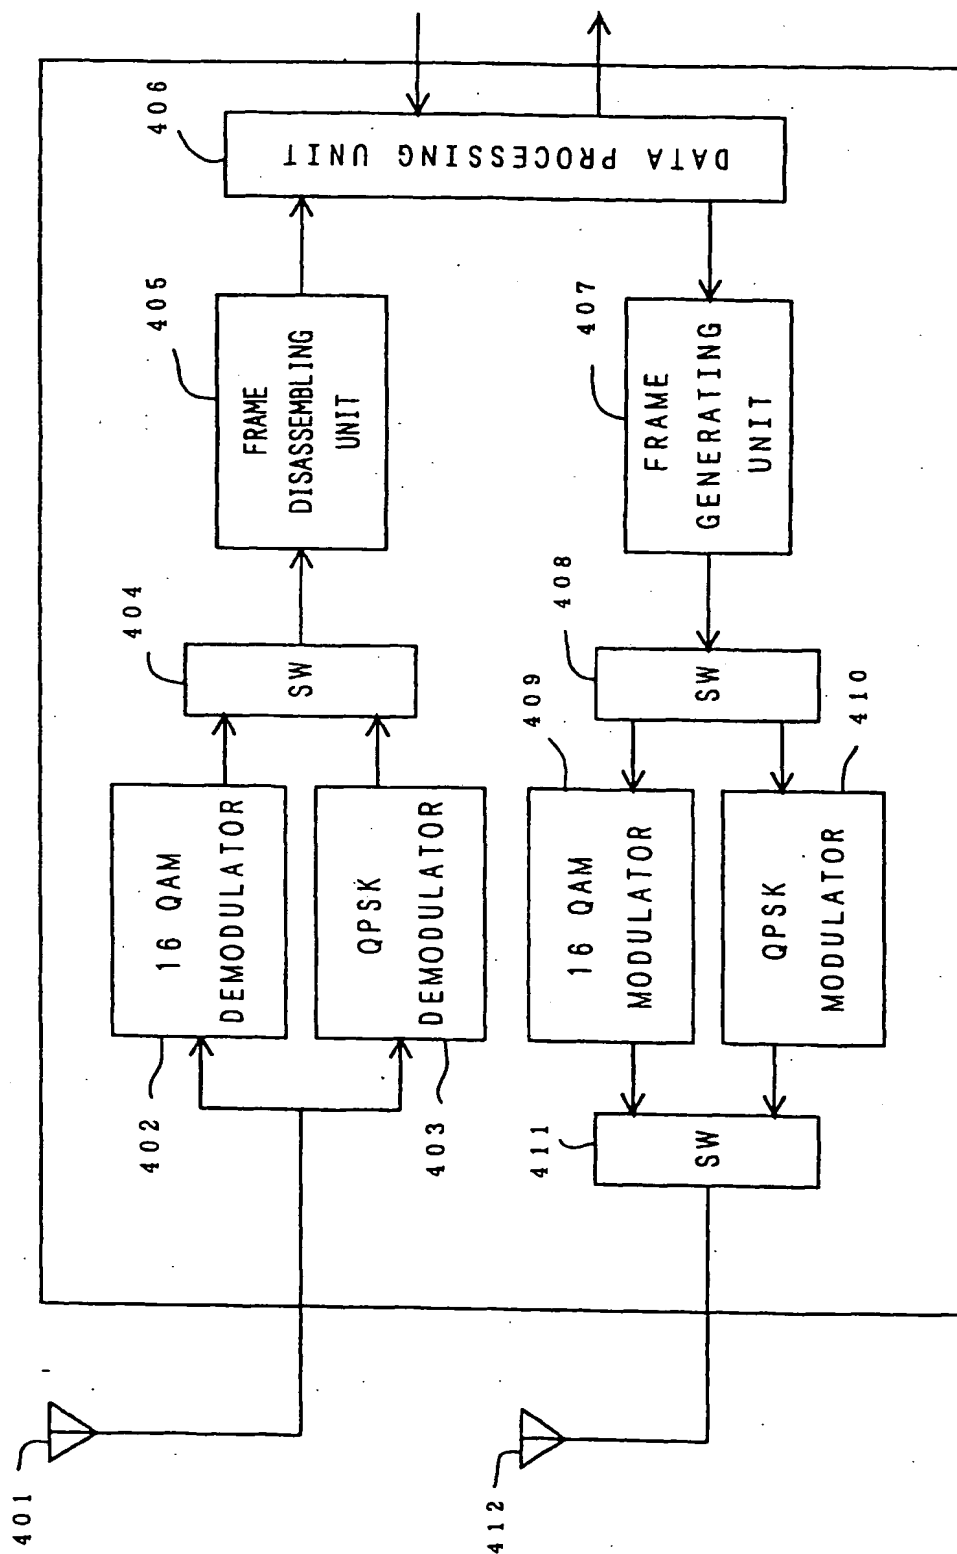 401
402
16 QAM
DEMODULATOR
403
QPSK
DEMODULATOR
404
SW
405
FRAME
DISASSEMBLING
UNIT
406
DATA PROCESSING UNIT
407
FRAME
GENERATING
UNIT
408
SW
409
16 QAM
MODULATOR
410
QPSK
MODULATOR
411
SW
412